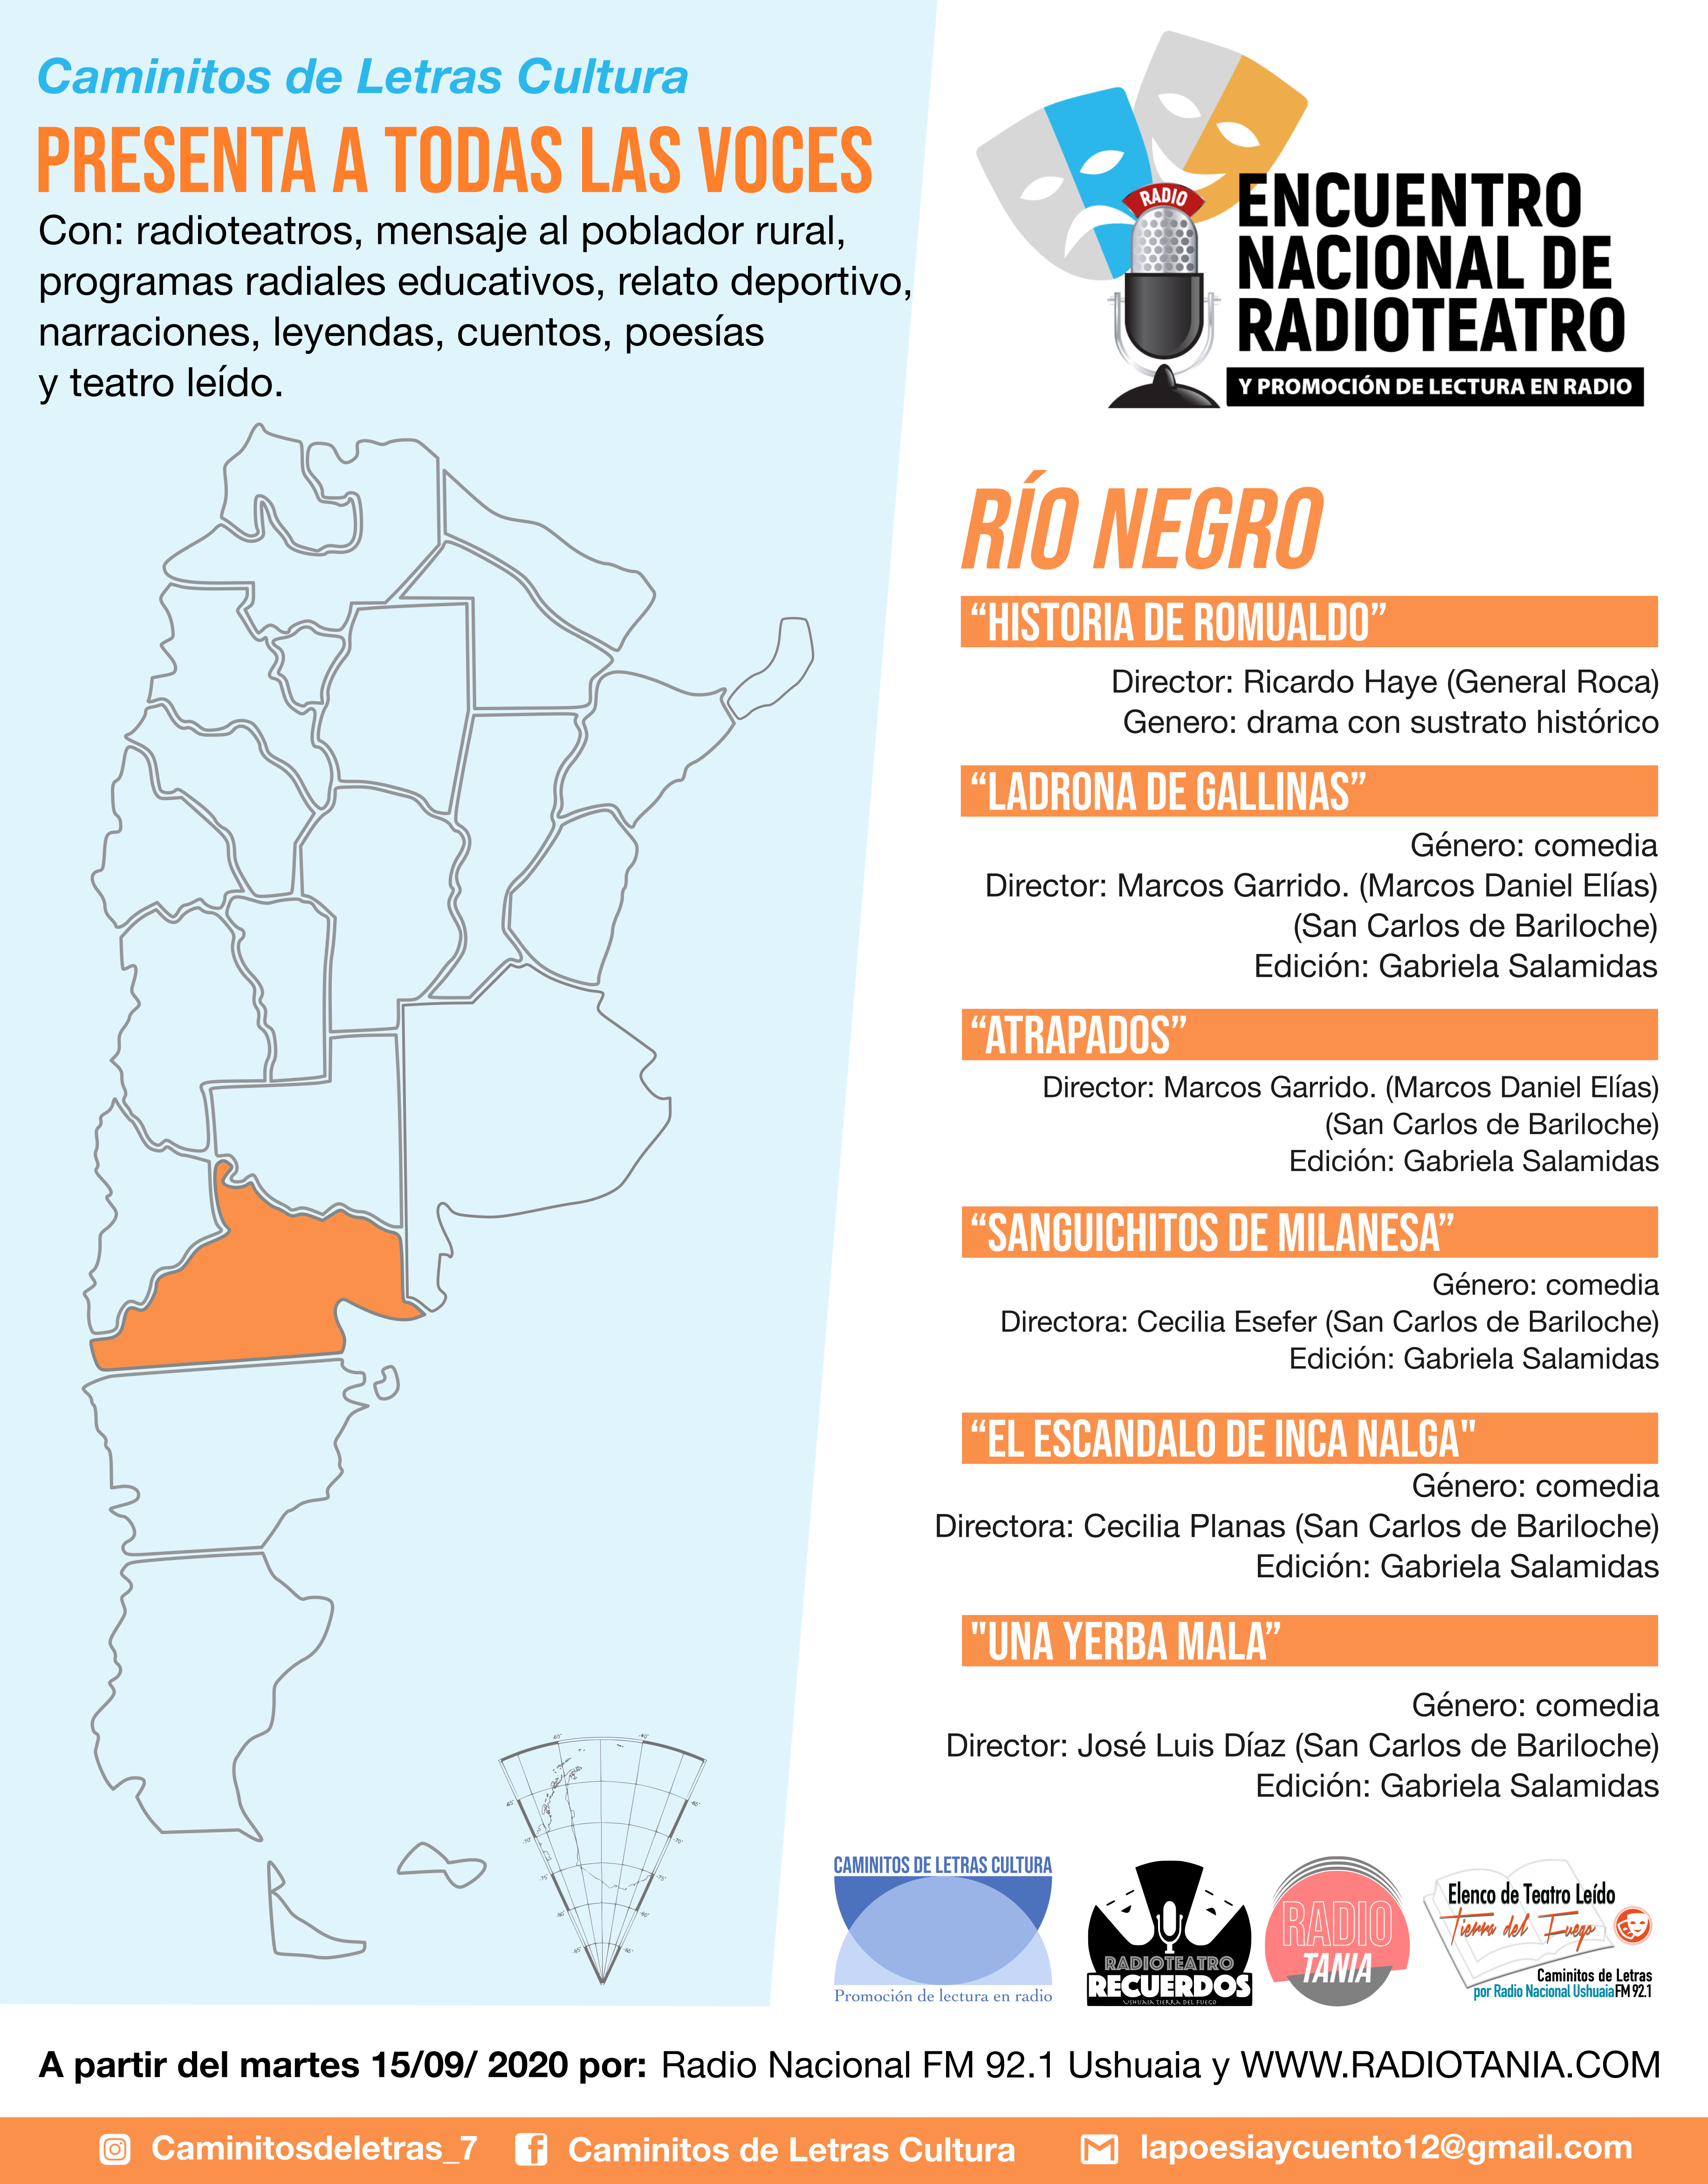 Caminitos de Letras Cultura
PRESENTA A TODAS LAS VOCES
Con: radioteatros, mensaje al poblador rural,
programas radiales educativos, relato deportivo,
narraciones, leyendas, cuentos, poesías
y teatro leído.
RADIO
ENCUENTRO
NACIONAL DE
RADIOTEATRO
Y PROMOCIÓN DE LECTURA EN RADIO
RÍO NEGRO
“HISTORIA DE ROMUALDO”
Director: Ricardo Haye (General Roca)
Genero: drama con sustrato histórico
“LADRONA DE GALLINAS”
Género: comedia
Director: Marcos Garrido. (Marcos Daniel Elías)
(San Carlos de Bariloche)
Edición: Gabriela Salamidas
“ATRAPADOS”
Director: Marcos Garrido. (Marcos Daniel Elías)
(San Carlos de Bariloche)
Edición: Gabriela Salamidas
“SANGUICHITOS DE MILANESA”
Género: comedia
Directora: Cecilia Esefer (San Carlos de Bariloche)
Edición: Gabriela Salamidas
“EL ESCANDALO DE INCA NALGA"
Género: comedia
Directora: Cecilia Planas (San Carlos de Bariloche)
Edición: Gabriela Salamidas
"UNA YERBA MALA”
Género: comedia
Director: José Luis Díaz (San Carlos de Bariloche)
Edición: Gabriela Salamidas
CAMINITOS DE LETRAS CULTURA
Promoción de lectura en radio
RADIOTEATRO
RECUERDOS
USHUAIA TIERRA DEL FUEGO
RADIO
TANIA
Elenco de Teatro Leído
Tierra del Fuego
Caminitos de Letras
por Radio Nacional Ushuaia FM 92.1
A partir del martes 15/09/ 2020 por: Radio Nacional FM 92.1 Ushuaia y WWW.RADIOTANIA.COM
Caminitosdeletras_7
Caminitos de Letras Cultura
lapoesiaycuento12@gmail.com